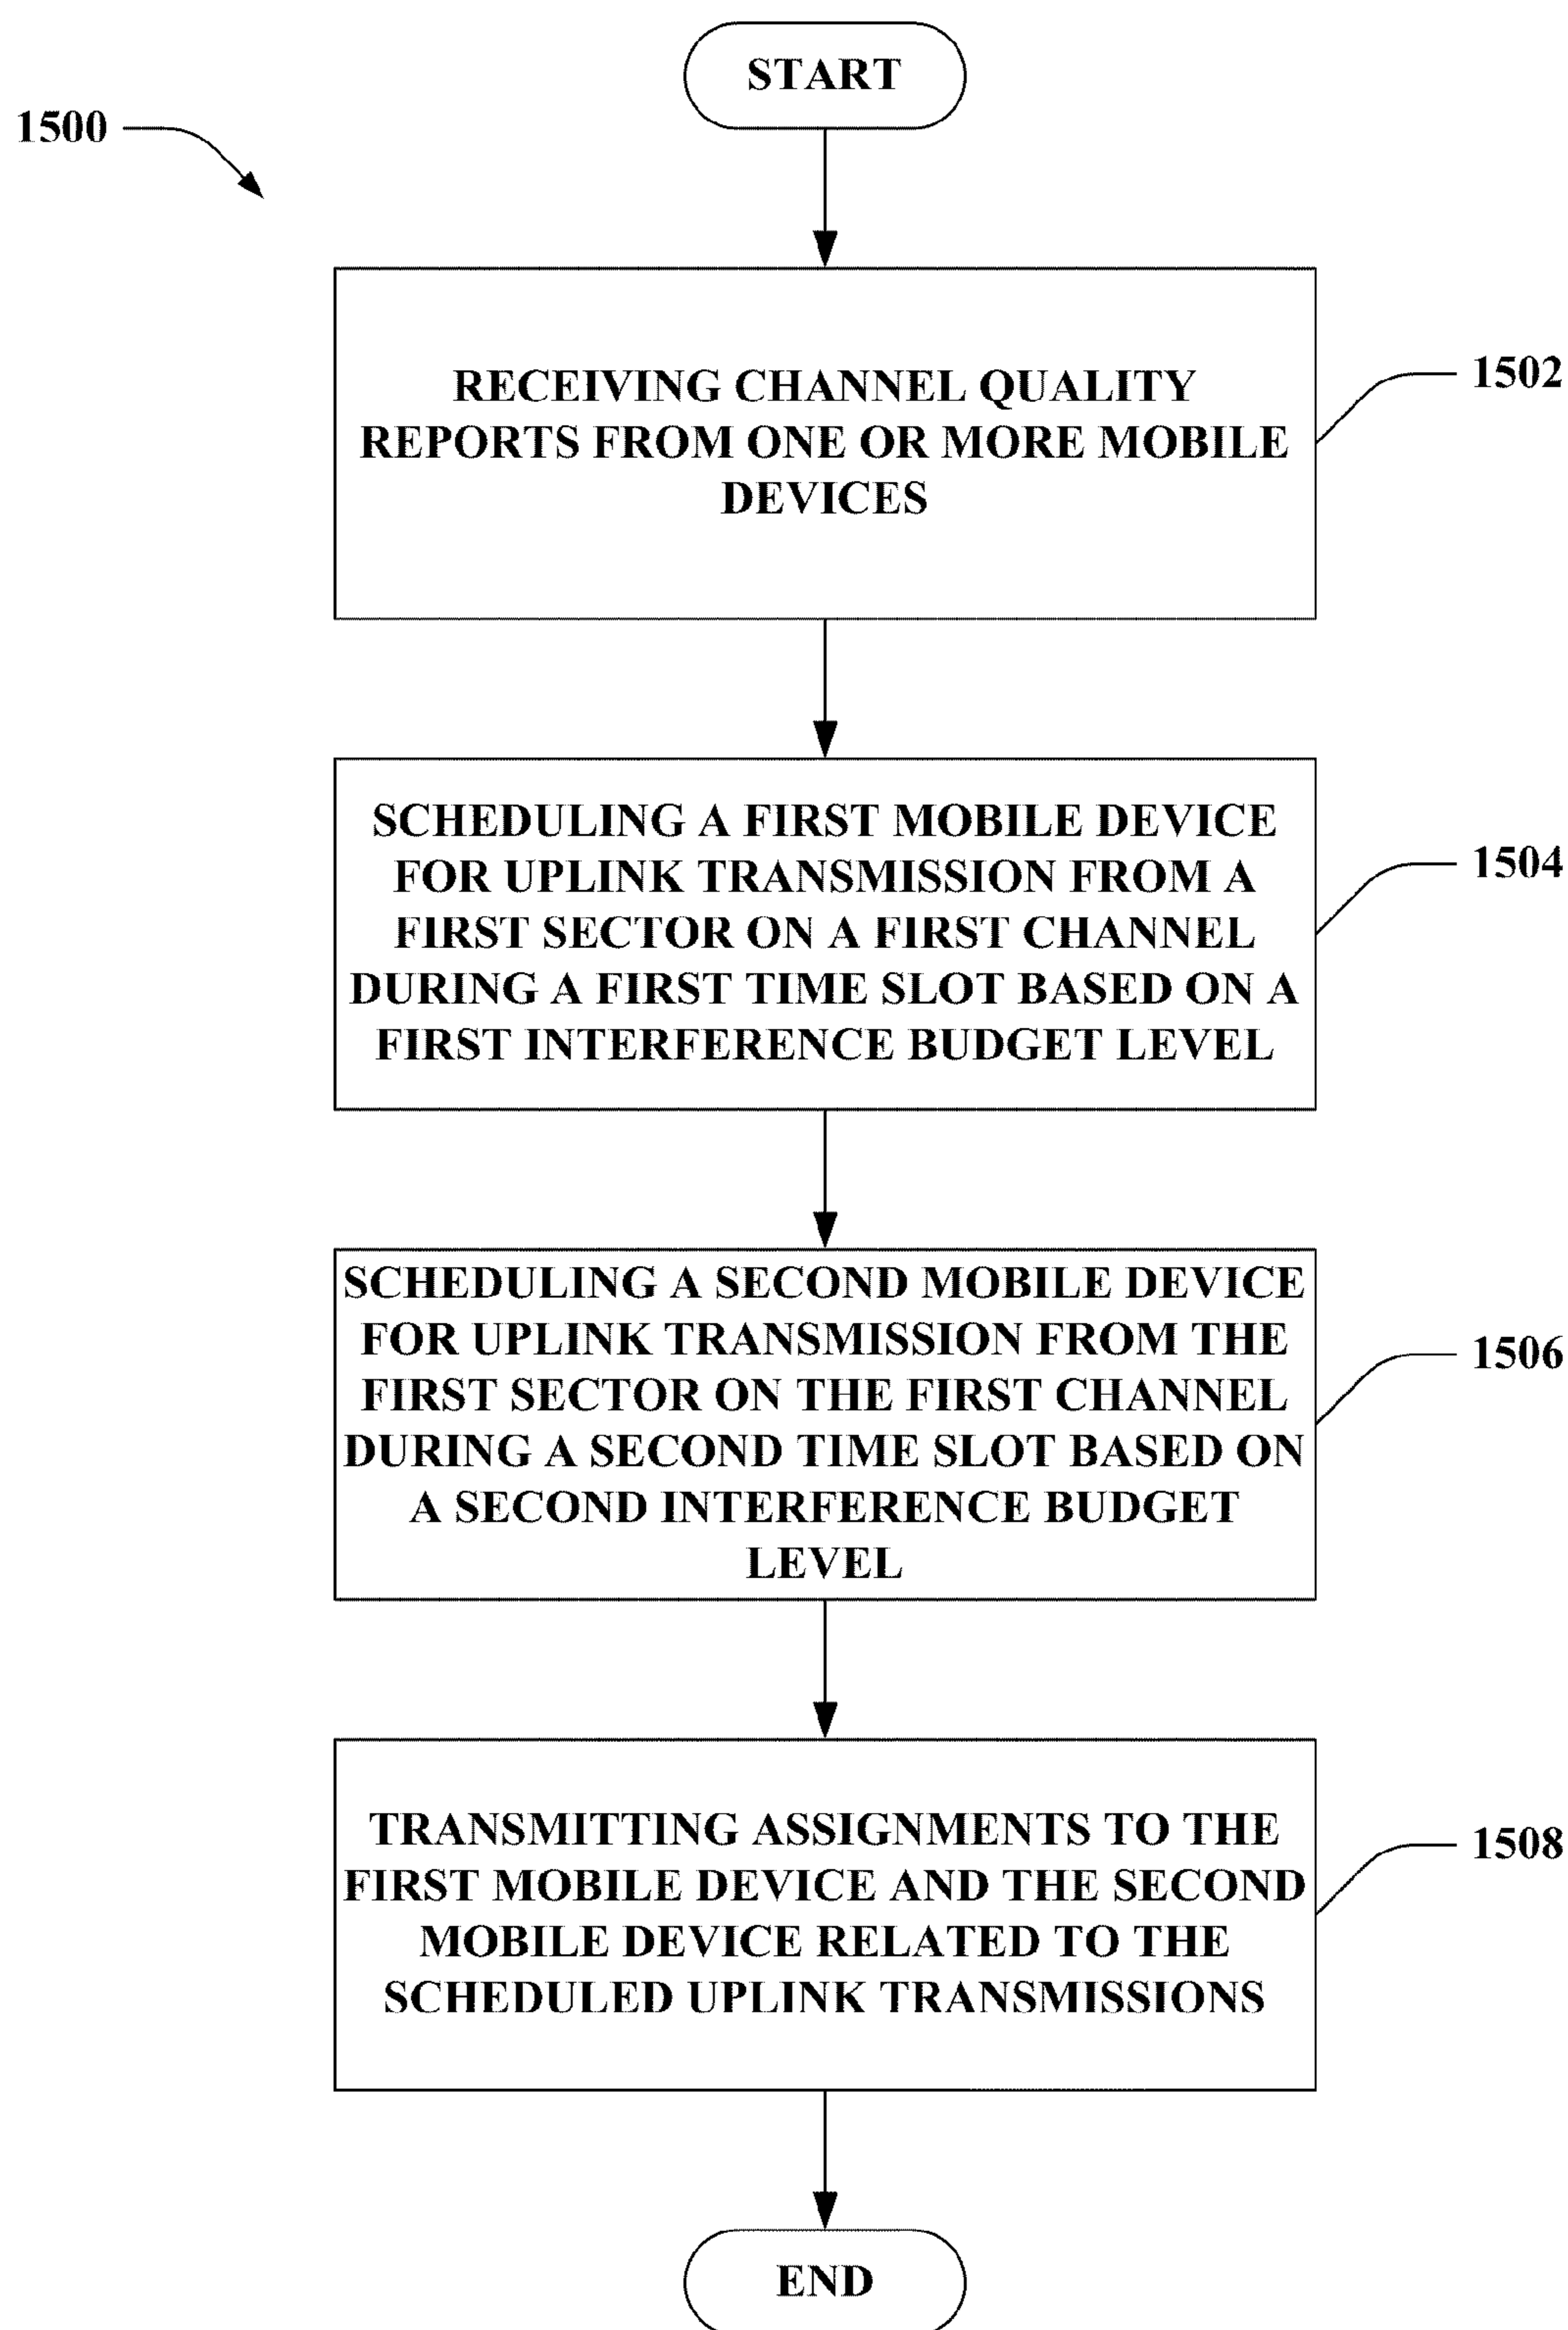 START
1500
RECEIVING CHANNEL QUALITY
REPORTS FROM ONE OR MORE MOBILE
DEVICES
1502
SCHEDULING A FIRST MOBILE DEVICE
FOR UPLINK TRANSMISSION FROM A
FIRST SECTOR ON A FIRST CHANNEL
DURING A FIRST TIME SLOT BASED ON A
FIRST INTERFERENCE BUDGET LEVEL
1504
SCHEDULING A SECOND MOBILE DEVICE
FOR UPLINK TRANSMISSION FROM THE
FIRST SECTOR ON THE FIRST CHANNEL
DURING A SECOND TIME SLOT BASED ON
A SECOND INTERFERENCE BUDGET
LEVEL
1506
TRANSMITTING ASSIGNMENTS TO THE
FIRST MOBILE DEVICE AND THE SECOND
MOBILE DEVICE RELATED TO THE
SCHEDULED UPLINK TRANSMISSIONS
1508
END